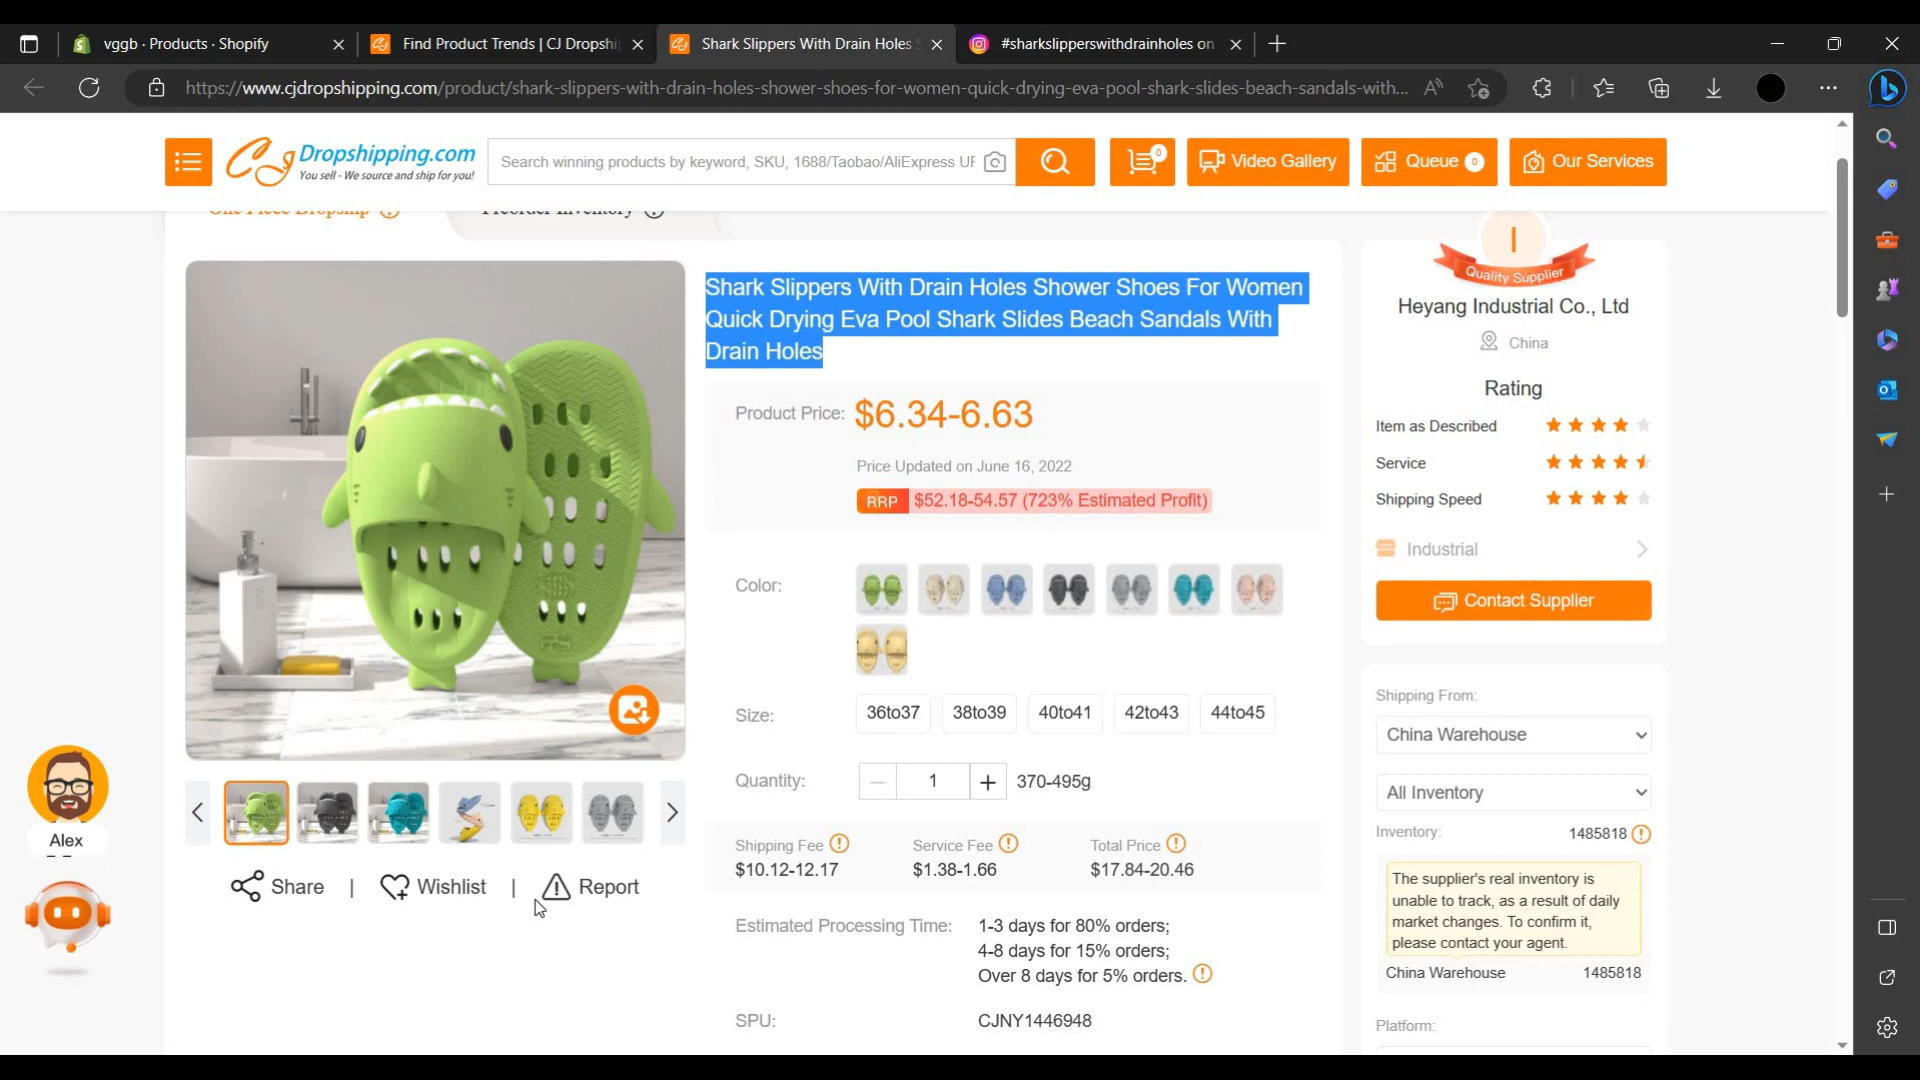 vggb · Products · Shopify
Find Product Trends | CJ Dropshi
Shark Slippers With Drain Holes
#sharkslipperswithdrainholes on
https://www.cjdropshipping.com/product/shark-slippers-with-drain-holes-shower-shoes-for-women-quick-drying-eva-pool-shark-slides-beach-sandals-with...
CJ Dropshipping.com
You sell - We source and ship for you!
Search winning products by keyword, SKU, 1688/Taobao/AliExpress
0
Video Gallery
Queue 0
Our Services
One Piece Dropship
Preorder Inventory
Quality Supplier
Heyang Industrial Co., Ltd
China
Rating
Item as Described
Service
Shipping Speed
Industrial
Contact Supplier
Shark Slippers With Drain Holes Shower Shoes For Women
Quick Drying Eva Pool Shark Slides Beach Sandals With
Drain Holes
Product Price: $6.34-6.63
Price Updated on June 16, 2022
RRP $52.18-54.57 (723% Estimated Profit)
Color:
Size: 36to37 38to39 40to41 42to43 44to45
Quantity: 1 370-495g
Shipping Fee Service Fee Total Price
$10.12-12.17 $1.38-1.66 $17.84-20.46
Estimated Processing Time: 1-3 days for 80% orders;
4-8 days for 15% orders;
Over 8 days for 5% orders.
SPU: CJNY1446948
Shipping From:
China Warehouse
All Inventory
Inventory: 1485818
The supplier's real inventory is
unable to track, as a result of daily
market changes. To confirm it,
please contact your agent.
China Warehouse 1485818
Platform:
Share | Wishlist | Report
Alex